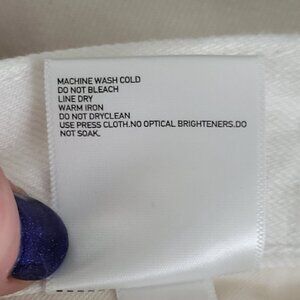 MACHINE WASH COLD
DO NOT BLEACH
LINE DRY
WARM IRON
DO NOT DRYCLEAN
USE PRESS CLOTH.NO OPTICAL BRIGHTENERS.DO
NOT SOAK.